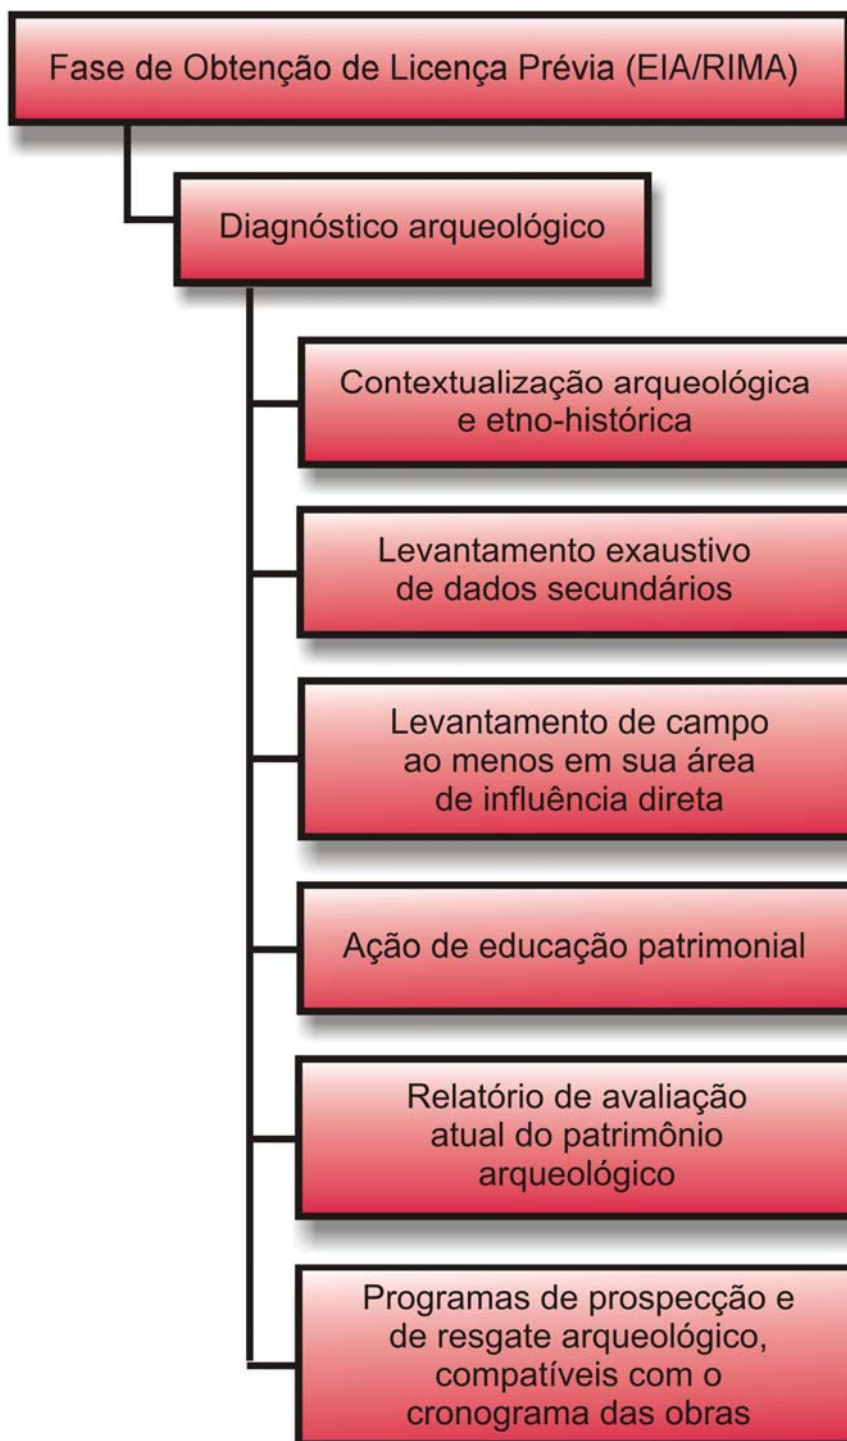 Fase de Obtenção de Licença Prévia (EIA/RIMA)
Diagnóstico arqueológico
Contextualização arqueológica
e etno-histórica
Levantamento exaustivo
de dados secundários
Levantamento de campo
ao menos em sua área
de influência direta
Ação de educação patrimonial
Relatório de avaliação
atual do patrimônio
arqueológico
Programas de prospecção e
de resgate arqueológico,
compatíveis com o
cronograma das obras